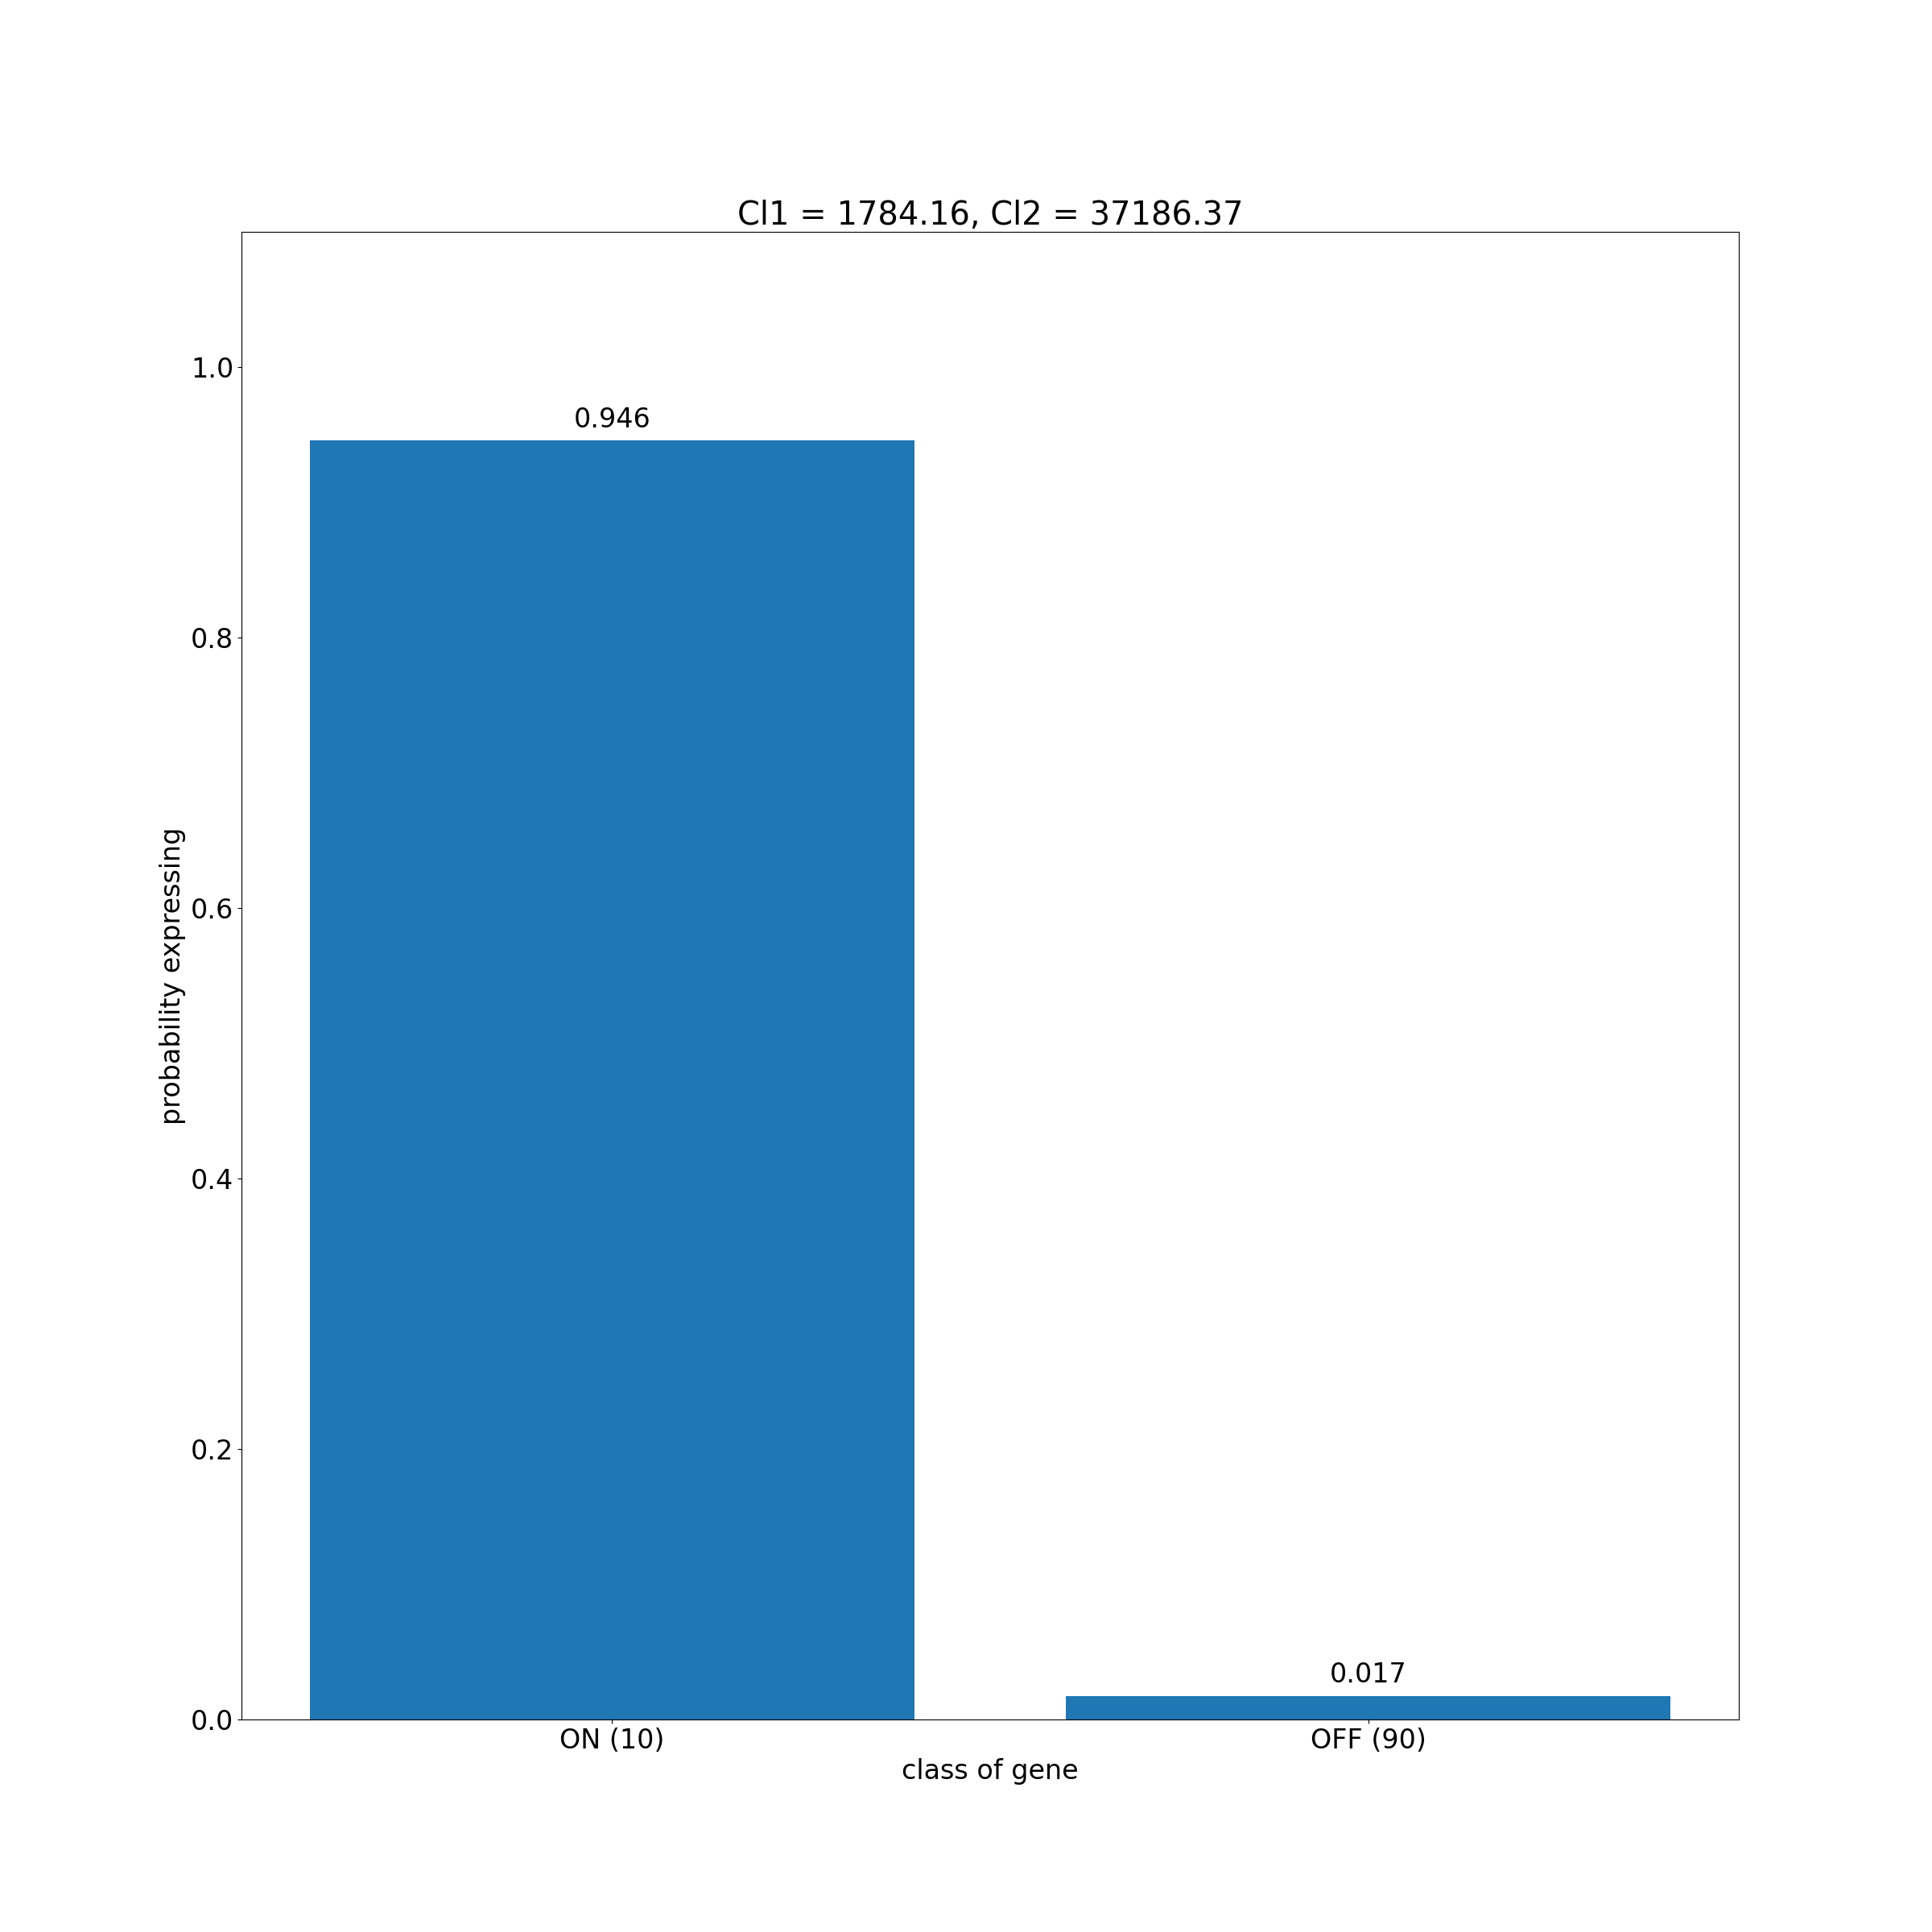 Cl1 = 1784.16, Cl2 = 37186.37
1.0
0.8
0.6
0.4
0.2
0.0
probability expressing
0.946
0.017
ON (10)
OFF (90)
class of gene